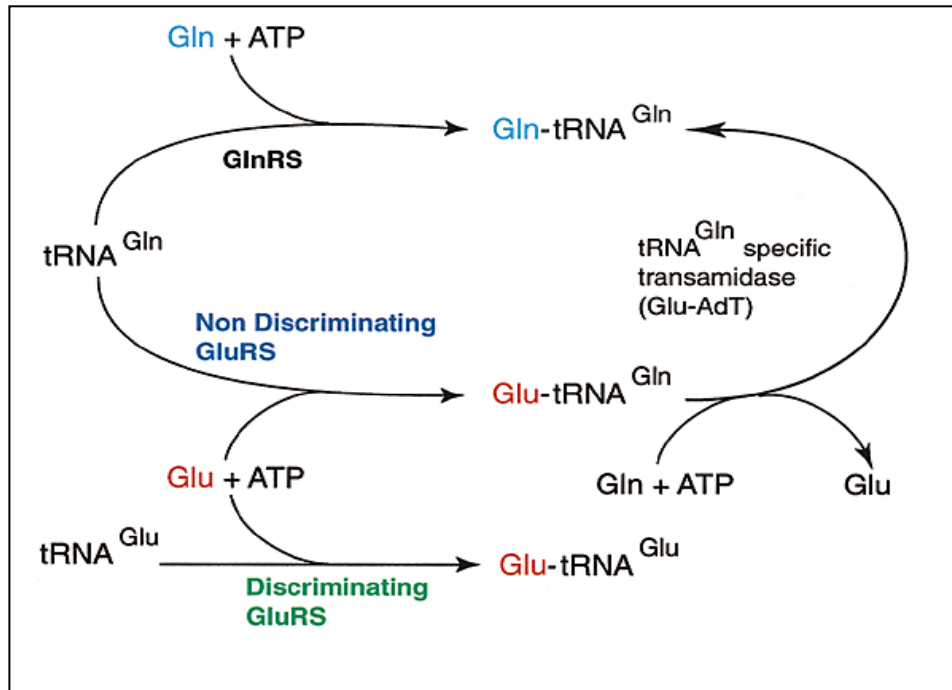 Gln + ATP
Gln-tRNA Gln
GlnRS
tRNA Gln
tRNA Gln specific
transamidase
(Glu-AdT)
Non Discriminating
GluRS
Glu-tRNA Gln
Glu + ATP
Gln + ATP
Glu
tRNA Glu
Glu-tRNA Glu
Discriminating
GluRS